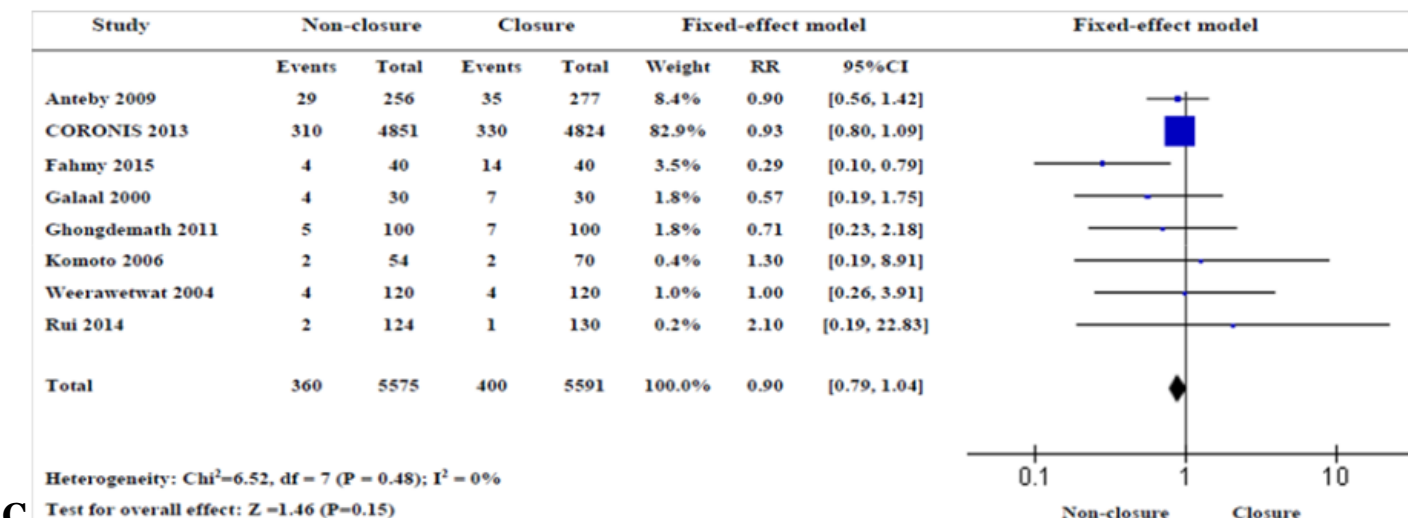 Study Non-closure Closure Fixed-effect model Fixed-effect model
Events Total Events Total Weight RR 95%CI
Anteby 2009 29 256 35 277 8.4% 0.90 [0.56, 1.42]
CORONIS 2013 310 4851 330 4824 82.9% 0.93 [0.80, 1.09]
Fahmy 2015 4 40 14 40 3.5% 0.29 [0.10, 0.79]
Galaal 2000 4 30 7 30 1.8% 0.57 [0.19, 1.75]
Ghongdemath 2011 5 100 7 100 1.8% 0.71 [0.23, 2.18]
Komoto 2006 2 54 2 70 0.4% 1.30 [0.19, 8.91]
Weerawetwat 2004 4 120 4 120 1.0% 1.00 [0.26, 3.91]
Rui 2014 2 124 1 130 0.2% 2.10 [0.19, 22.83]
Total 360 5575 400 5591 100.0% 0.90 [0.79, 1.04]
Heterogeneity: Chi²=6.52, df = 7 (P = 0.48); I² = 0%
0.1 1 10
Test for overall effect: Z =1.46 (P=0.15)
Non-closure Closure
C